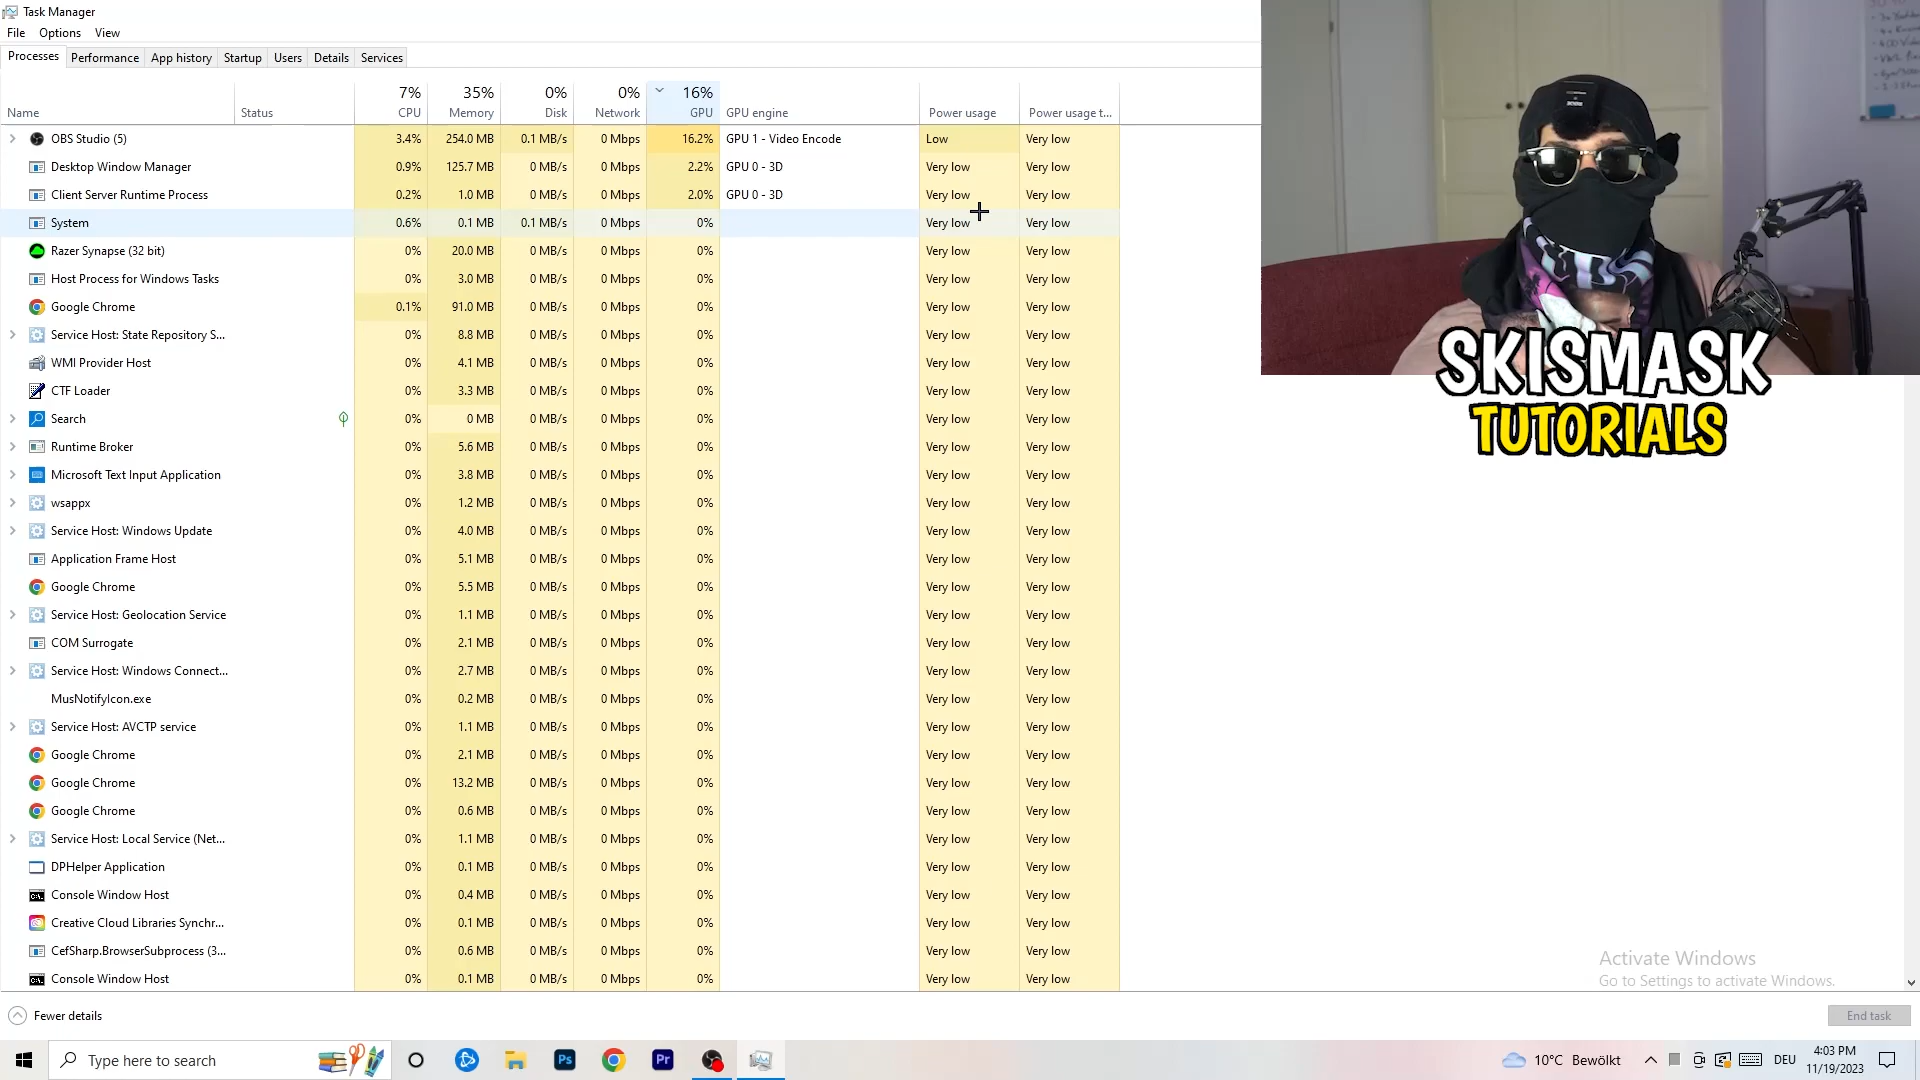 Task Manager
File Options View
Processes Performance App history Startup Users Details Services
7% 35% 0% 0% 16%
Name Status CPU Memory Disk Network GPU GPU engine Power usage Power usage t...
OBS Studio (5) 3.4% 254.0 MB 0.1 MB/s 0 Mbps 16.2% GPU 1 - Video Encode Low Very low
Desktop Window Manager 0.9% 125.7 MB 0 MB/s 0 Mbps 2.2% GPU 0 - 3D Very low Very low
Client Server Runtime Process 0.2% 1.0 MB 0 MB/s 0 Mbps 2.0% GPU 0 - 3D Very low Very low
System 0.6% 0.1 MB 0.1 MB/s 0 Mbps 0% Very low Very low
Razer Synapse (32 bit) 0% 20.0 MB 0 MB/s 0 Mbps 0% Very low Very low
Host Process for Windows Tasks 0% 3.0 MB 0 MB/s 0 Mbps 0% Very low Very low
Google Chrome 0.1% 91.0 MB 0 MB/s 0 Mbps 0% Very low Very low
Service Host: State Repository S... 0% 8.8 MB 0 MB/s 0 Mbps 0% Very low Very low
WMI Provider Host 0% 4.1 MB 0 MB/s 0 Mbps 0% Very low Very low
CTF Loader 0% 3.3 MB 0 MB/s 0 Mbps 0% Very low Very low
Search 0% 0 MB 0 MB/s 0 Mbps 0% Very low Very low
Runtime Broker 0% 5.6 MB 0 MB/s 0 Mbps 0% Very low Very low
Microsoft Text Input Application 0% 3.8 MB 0 MB/s 0 Mbps 0% Very low Very low
wsappx 0% 1.2 MB 0 MB/s 0 Mbps 0% Very low Very low
Service Host: Windows Update 0% 4.0 MB 0 MB/s 0 Mbps 0% Very low Very low
Application Frame Host 0% 5.1 MB 0 MB/s 0 Mbps 0% Very low Very low
Google Chrome 0% 5.5 MB 0 MB/s 0 Mbps 0% Very low Very low
Service Host: Geolocation Service 0% 1.1 MB 0 MB/s 0 Mbps 0% Very low Very low
COM Surrogate 0% 2.1 MB 0 MB/s 0 Mbps 0% Very low Very low
Service Host: Windows Connect... 0% 2.7 MB 0 MB/s 0 Mbps 0% Very low Very low
MusNotifyIcon.exe 0% 0.2 MB 0 MB/s 0 Mbps 0% Very low Very low
Service Host: AVCTP service 0% 1.1 MB 0 MB/s 0 Mbps 0% Very low Very low
Google Chrome 0% 2.1 MB 0 MB/s 0 Mbps 0% Very low Very low
Google Chrome 0% 13.2 MB 0 MB/s 0 Mbps 0% Very low Very low
Google Chrome 0% 0.6 MB 0 MB/s 0 Mbps 0% Very low Very low
Service Host: Local Service (Net... 0% 1.1 MB 0 MB/s 0 Mbps 0% Very low Very low
DPHelper Application 0% 0.1 MB 0 MB/s 0 Mbps 0% Very low Very low
Console Window Host 0% 0.4 MB 0 MB/s 0 Mbps 0% Very low Very low
Creative Cloud Libraries Synchr... 0% 0.1 MB 0 MB/s 0 Mbps 0% Very low Very low
CefSharp.BrowserSubprocess (3... 0% 0.6 MB 0 MB/s 0 Mbps 0% Very low Very low
Console Window Host 0% 0.1 MB 0 MB/s 0 Mbps 0% Very low Very low
SKISMASK
TUTORIALS
Activate Windows
Go to Settings to activate Windows.
Fewer details End task
Type here to search Ps Pr 10°C Bewölkt DEU 4:03 PM
11/19/2023